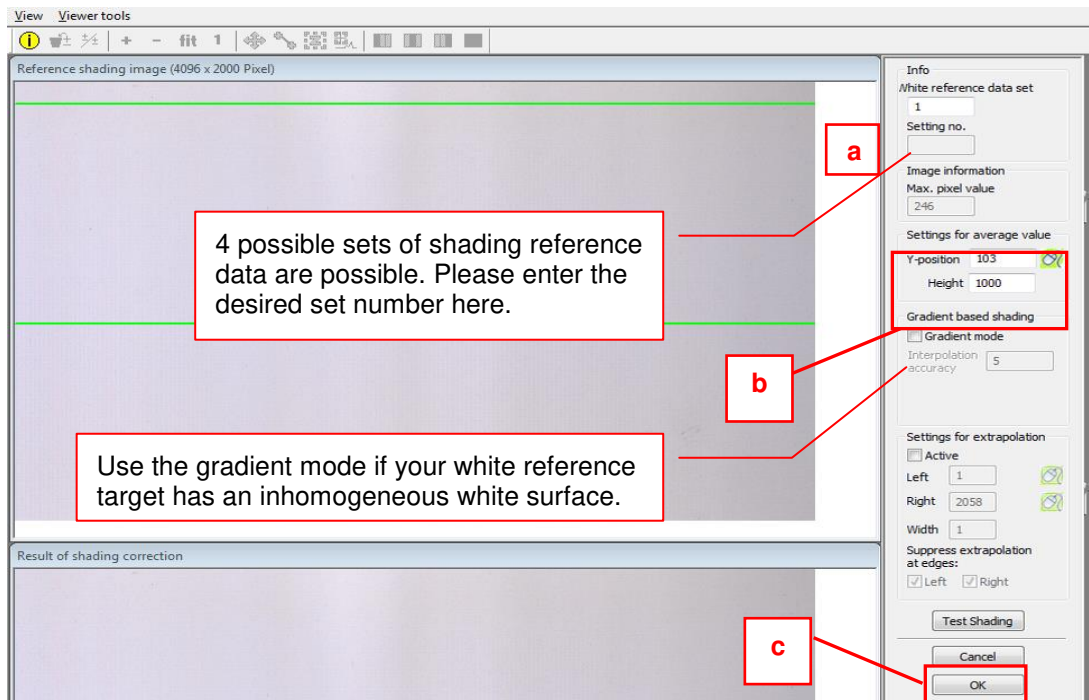 View Viewer tools
i + - fit 1
Reference shading image (4096 x 2000 Pixel)
4 possible sets of shading reference
data are possible. Please enter the
desired set number here.
Use the gradient mode if your white reference
target has an inhomogeneous white surface.
Result of shading correction
a
b
c
Info
White reference data set
1
Setting no.
Image information
Max. pixel value
246
Settings for average value
Y-position 103
Height 1000
Gradient based shading
Gradient mode
Interpolation
accuracy 5
Settings for extrapolation
Active
Left 1
Right 2058
Width 1
Suppress extrapolation
at edges:
Left Right
Test Shading
Cancel
OK